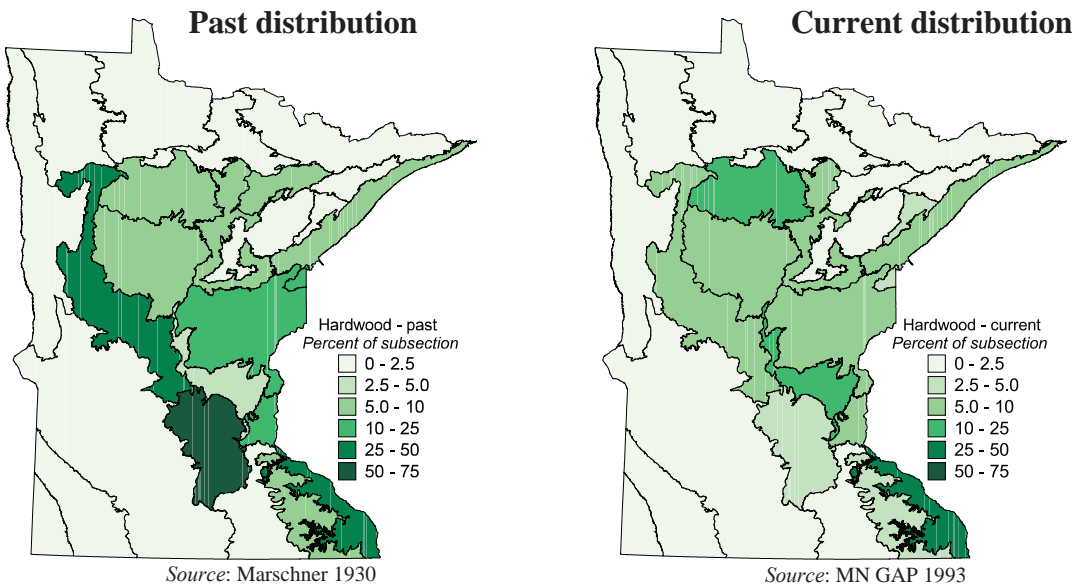 Past distribution
Hardwood - past
Percent of subsection
0 - 2.5
2.5 - 5.0
5.0 - 10
10 - 25
25 - 50
50 - 75
Source: Marschner 1930
Current distribution
Hardwood - current
Percent of subsection
0 - 2.5
2.5 - 5.0
5.0 - 10
10 - 25
25 - 50
50 - 75
Source: MN GAP 1993